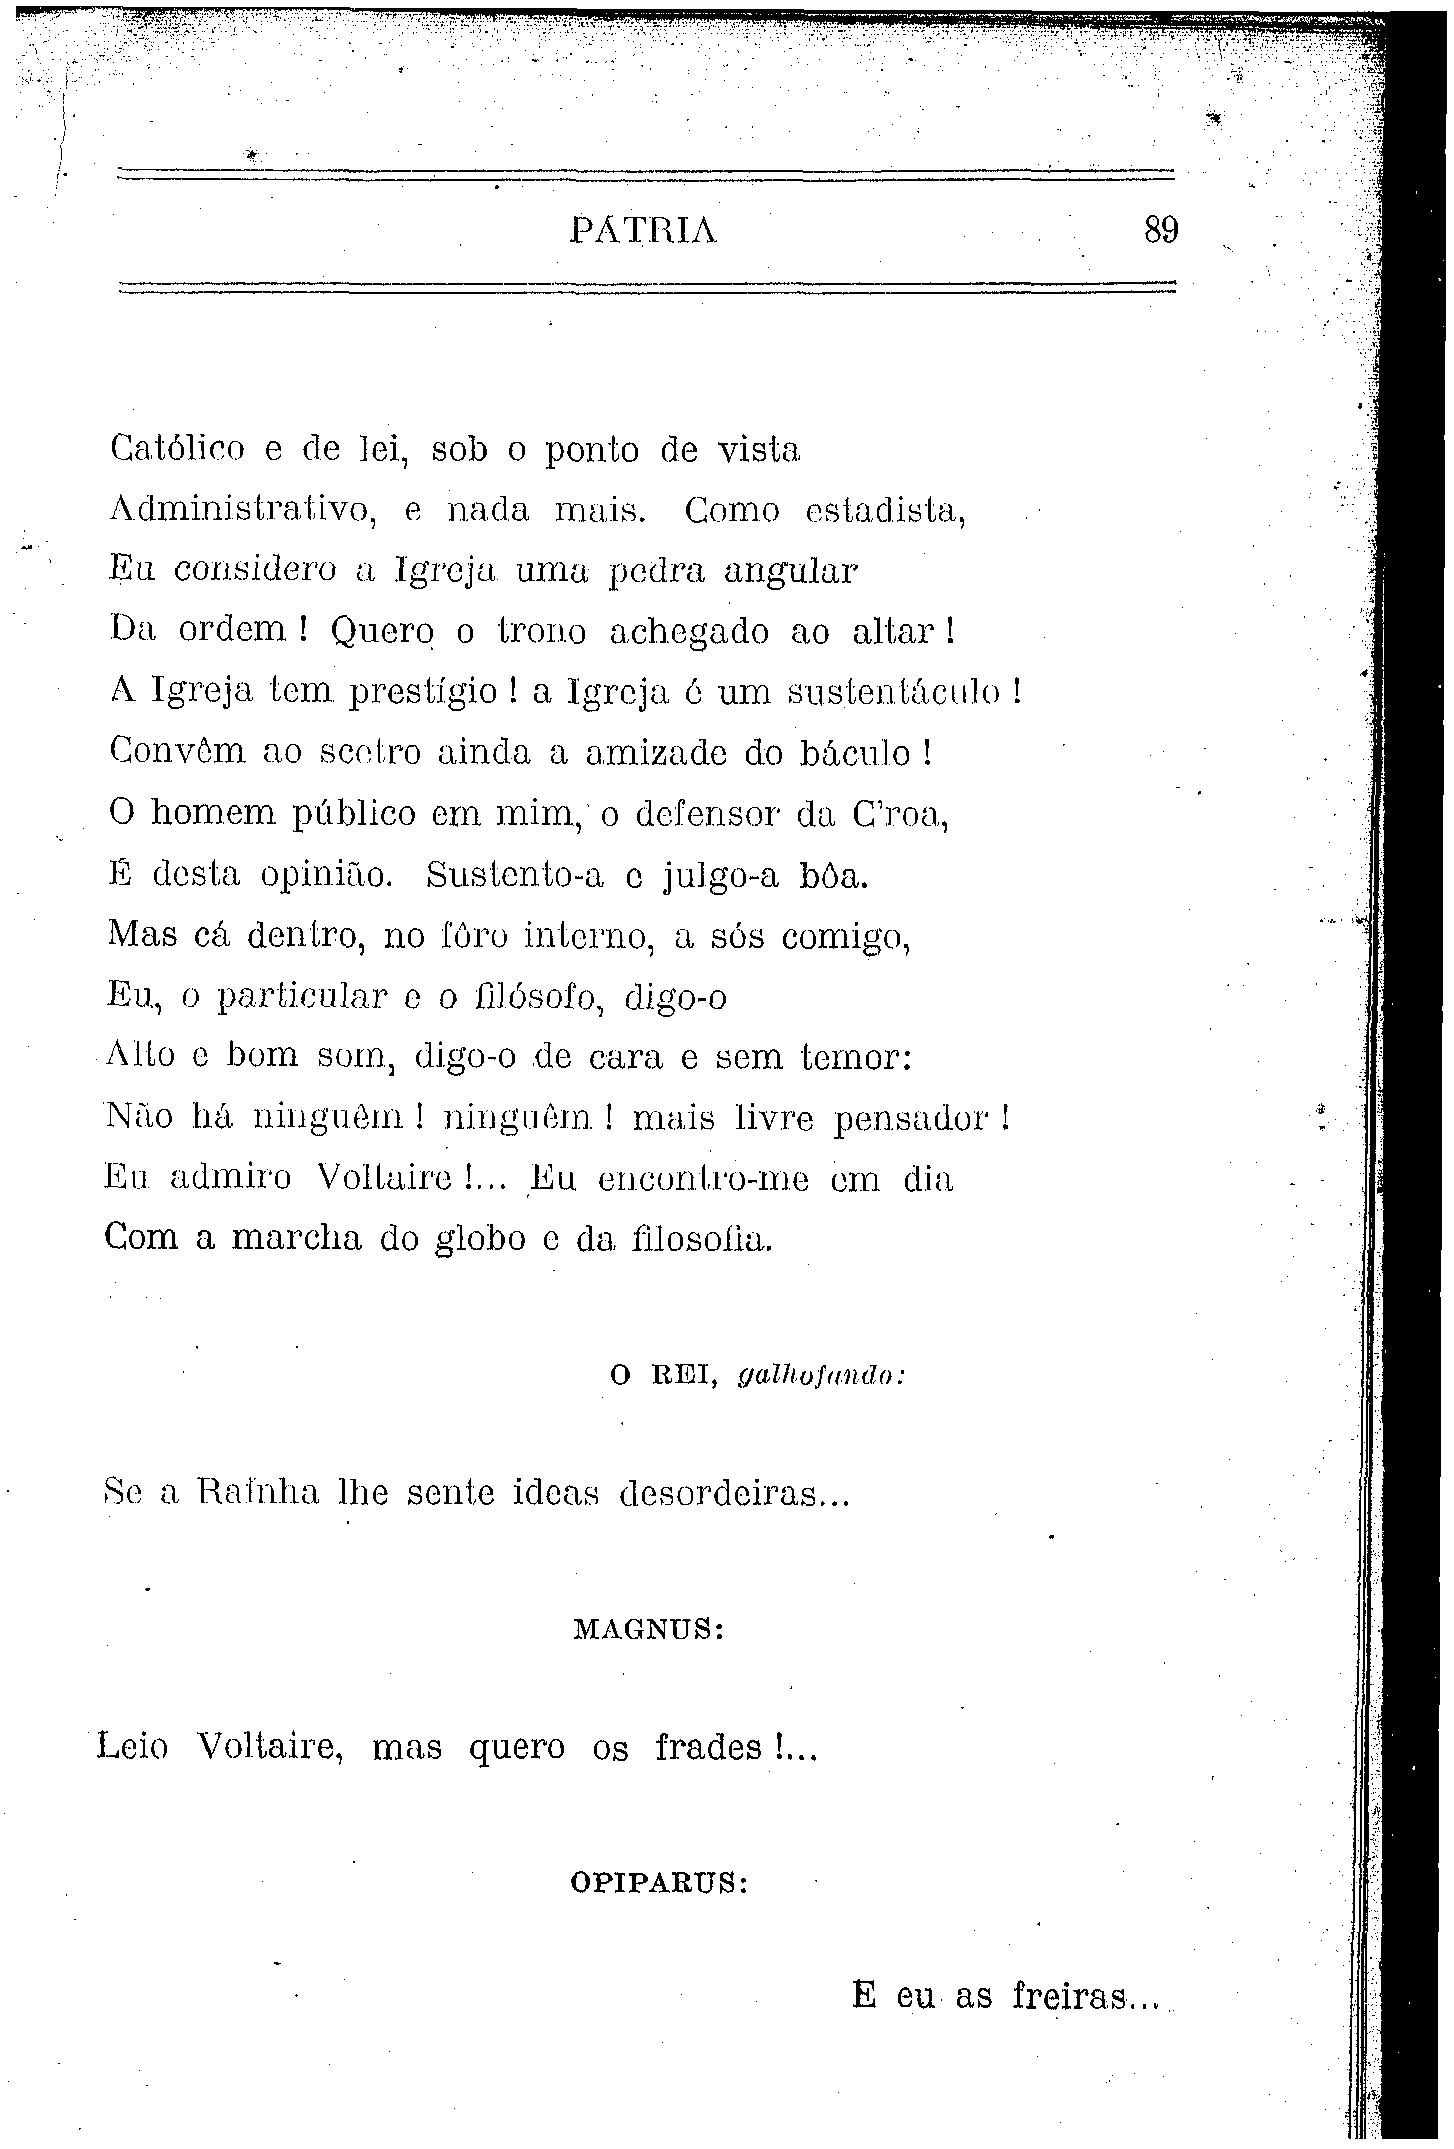 PÁTRIA 89
Católico e de lei, sob o ponto de vista
Administrativo, e nada mais. Como estadista,
Eu considero a Igreja uma pedra angular
Da ordem! Quero o trono achegado ao altar!
A Igreja tem prestígio! a Igreja é um sustentáculo!
Convêm ao scetro ainda a amizade do báculo!
O homem público em mim, o defensor da C'roa,
É desta opinião. Sustento-a e julgo-a bôa.
Mas cá dentro, no fôro interno, a sós comigo,
Eu, o particular e o filósofo, digo-o
Alto e bom som, digo-o de cara e sem temor:
Não há ninguêm! ninguêm! mais livre pensador!
Eu admiro Voltaire!... Eu encontro-me em dia
Com a marcha do globo e da filosofia.
O REI, galhofando:
Se a Raínha lhe sente ideas desordeiras...
MAGNUS:
Leio Voltaire, mas quero os frades!...
OPIPARUS:
E eu as freiras...